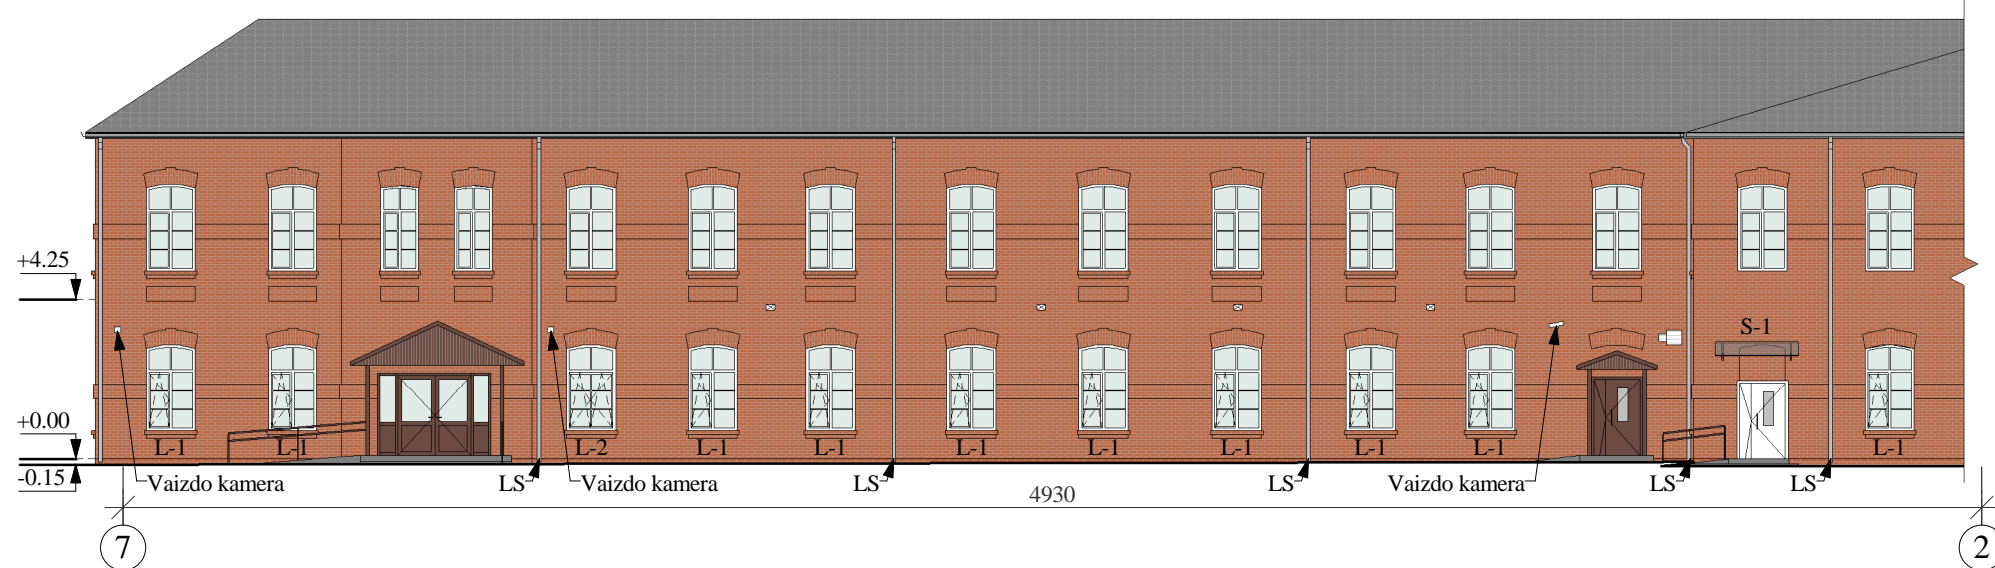 +4.25
S-1
+0.00
L-1
L-1
L-2
L-1
L-1
L-1
L-1
L-1
L-1
L-1
L-1
-0.15
Vaizdo kamera
LS
Vaizdo kamera
LS
LS
Vaizdo kamera
LS
LS
4930
7
2